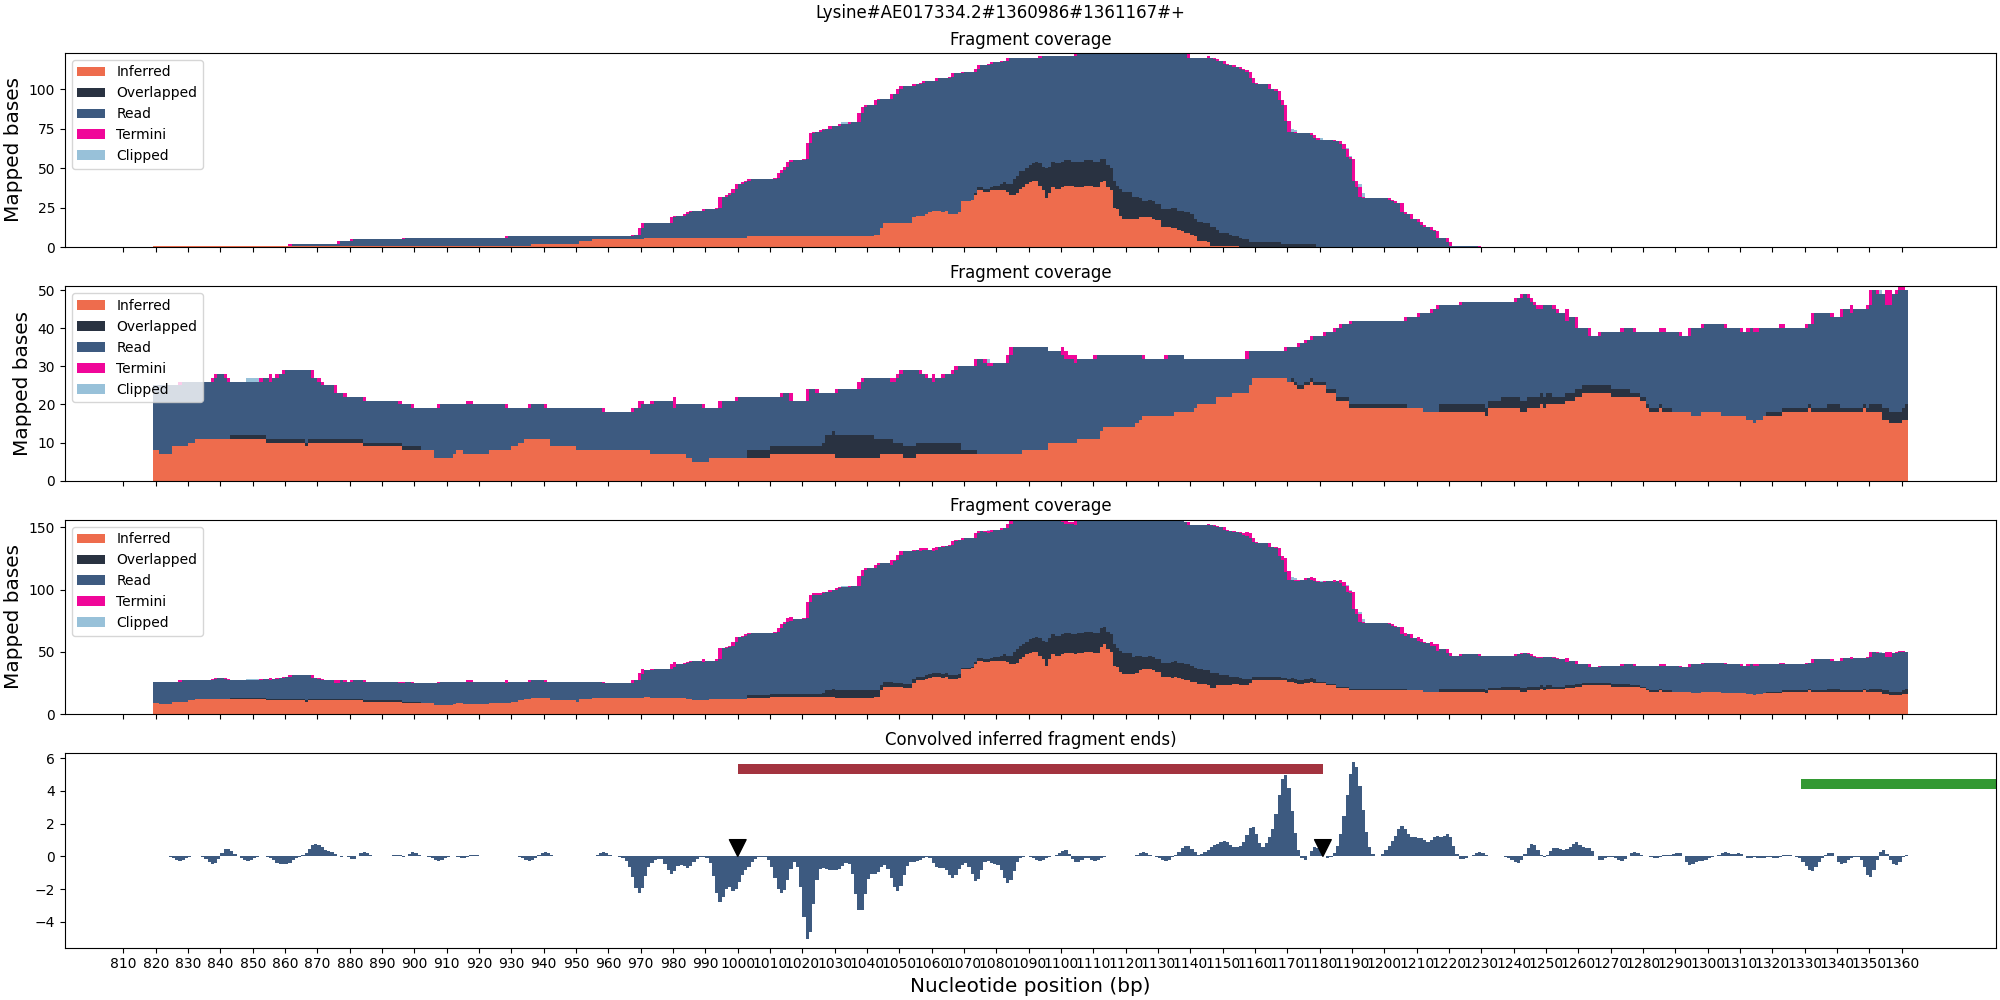 Lysine#AE017334.2#1360986#1361167#+
Fragment coverage
Mapped bases
100
75
50
25
0
Inferred
Overlapped
Read
Termini
Clipped
Fragment coverage
Mapped bases
50
40
30
20
10
0
Inferred
Overlapped
Read
Termini
Clipped
Fragment coverage
Mapped bases
150
100
50
0
Inferred
Overlapped
Read
Termini
Clipped
Convolved inferred fragment ends)
6
4
2
0
−2
−4
810 820 830 840 850 860 870 880 890 900 910 920 930 940 950 960 970 980 990 1000 1010 1020 1030 1040 1050 1060 1070 1080 1090 1100 1110 1120 1130 1140 1150 1160 1170 1180 1190 1200 1210 1220 1230 1240 1250 1260 1270 1280 1290 1300 1310 1320 1330 1340 1350 1360
Nucleotide position (bp)